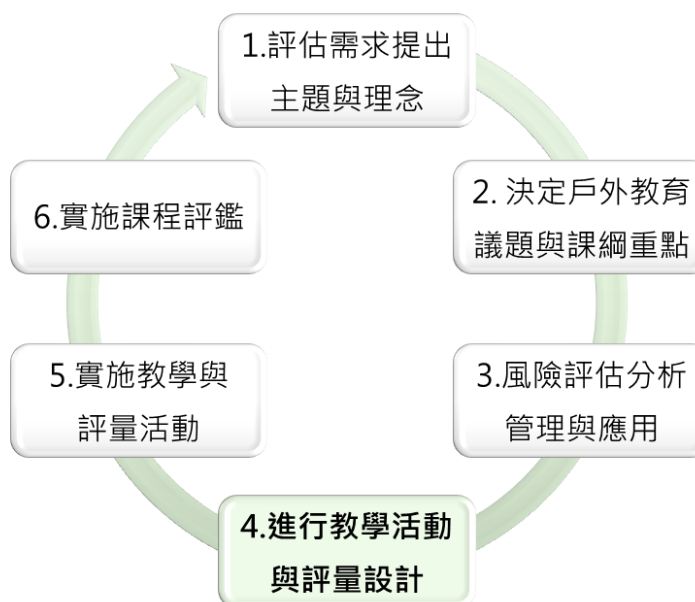 1.評估需求提出
主題與理念
2. 決定戶外教育
議題與課綱重點
3.風險評估分析
管理與應用
4.進行教學活動
與評量設計
5.實施教學與
評量活動
6.實施課程評鑑